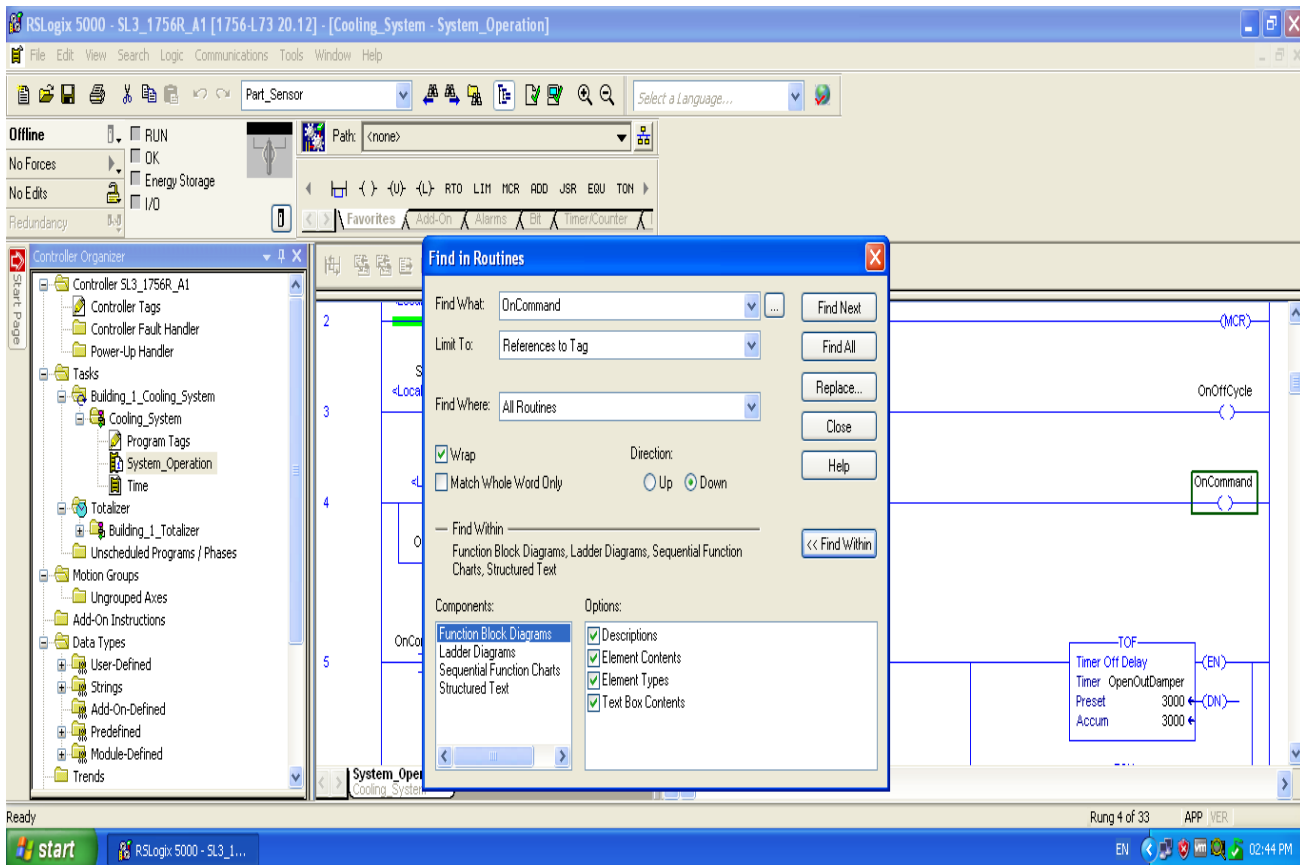 RSLogix 5000 - SL3_1756R_A1 [1756-L73 20.12] - [Cooling_System - System_Operation]
File Edit View Search Logic Communications Tools Window Help
Part_Sensor
Select a Language...
Offline
RUN
Path: <none>
No Forces
OK
No Edits
Energy Storage
I/O
Redundancy
RTO LIM MCR ADD JSR EQU TON
Favorites Add-On Alarms Bit Timer/Counter
Start Page
Controller Organizer
Controller SL3_1756R_A1
Controller Tags
Controller Fault Handler
Power-Up Handler
Tasks
Building_1_Cooling_System
Cooling_System
Program Tags
System_Operation
Time
Totalizer
Building_1_Totalizer
Unscheduled Programs / Phases
Motion Groups
Ungrouped Axes
Add-On Instructions
Data Types
User-Defined
Strings
Add-On-Defined
Predefined
Module-Defined
Trends
2
(MCR)
S
<Local
3
OnOffCycle
<L
4
O
OnCommand
OnCo
5
TOF
Timer Off Delay
Timer OpenOutDamper
Preset 3000
Accum 3000
(EN)
(DN)
System_Ope
Cooling_System
Find in Routines
Find What: OnCommand ... Find Next
Limit To: References to Tag Find All
Replace...
Find Where: All Routines
Close
Wrap
Direction:
Help
Match Whole Word Only
Up Down
Find Within
<< Find Within
Function Block Diagrams, Ladder Diagrams, Sequential Function
Charts, Structured Text
Components:
Function Block Diagrams
Ladder Diagrams
Sequential Function Charts
Structured Text
Options:
Descriptions
Element Contents
Element Types
Text Box Contents
Ready
Rung 4 of 33 APP VER
start
RSLogix 5000 - SL3_1...
EN
02:44 PM